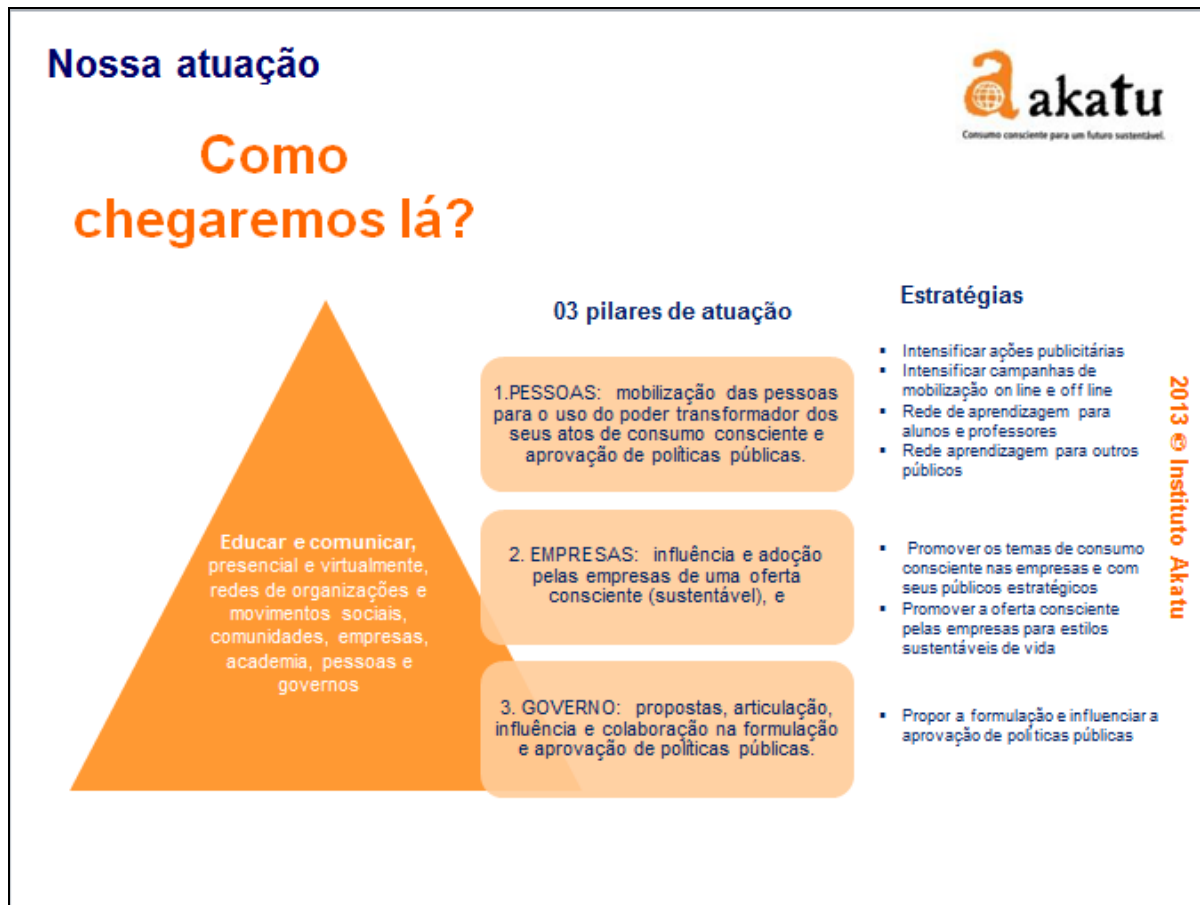 Nossa atuação
akatu
Consumo consciente para um futuro sustentável.
Como
chegaremos lá?
Educar e comunicar,
presencial e virtualmente,
redes de organizações e
movimentos sociais,
comunidades, empresas,
academia, pessoas e
governos
03 pilares de atuação
1.PESSOAS: mobilização das pessoas
para o uso do poder transformador dos
seus atos de consumo consciente e
aprovação de políticas públicas.
2. EMPRESAS: influência e adoção
pelas empresas de uma oferta
consciente (sustentável), e
3. GOVERNO: propostas, articulação,
influência e colaboração na formulação
e aprovação de políticas públicas.
Estratégias
▪ Intensificar ações publicitárias
▪ Intensificar campanhas de
mobilização on line e off line
▪ Rede de aprendizagem para
alunos e professores
▪ Rede aprendizagem para outros
públicos
▪ Promover os temas de consumo
consciente nas empresas e com
seus públicos estratégicos
▪ Promover a oferta consciente
pelas empresas para estilos
sustentáveis de vida
▪ Propor a formulação e influenciar a
aprovação de políticas públicas
2013 © Instituto Akatu